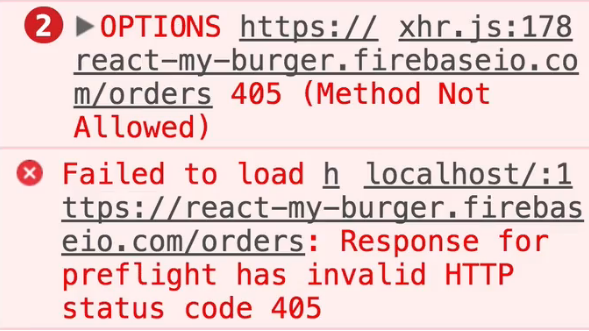 2 ▶OPTIONS https:// xhr.js:178
react-my-burger.firebaseio.co
m/orders 405 (Method Not
Allowed)
Failed to load h localhost/:1
ttps://react-my-burger.firebas
eio.com/orders: Response for
preflight has invalid HTTP
status code 405